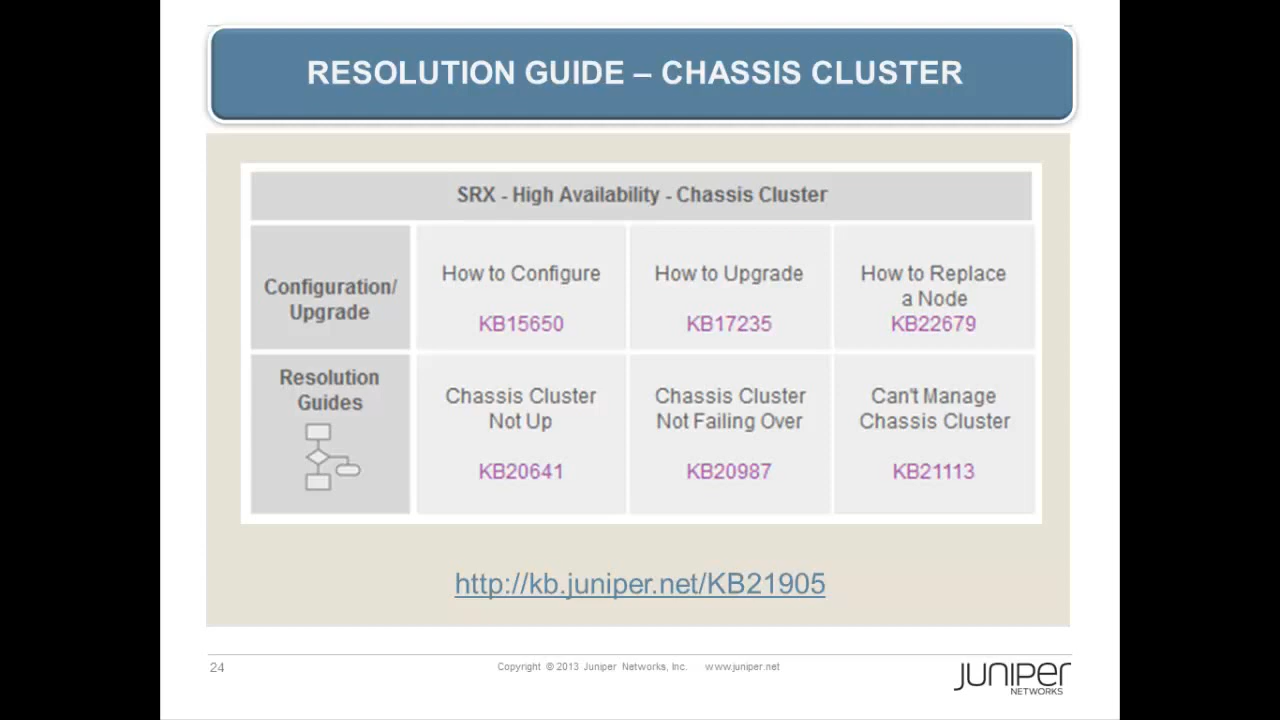 RESOLUTION GUIDE – CHASSIS CLUSTER
SRX - High Availability - Chassis Cluster
Configuration/
Upgrade
How to Configure
KB15650
How to Upgrade
KB17235
How to Replace
a Node
KB22679
Resolution
Guides
Chassis Cluster
Not Up
KB20641
Chassis Cluster
Not Failing Over
KB20987
Can't Manage
Chassis Cluster
KB21113
http://kb.juniper.net/KB21905
24
Copyright © 2013 Juniper Networks, Inc. www.juniper.net
JUNIPER
NETWORKS